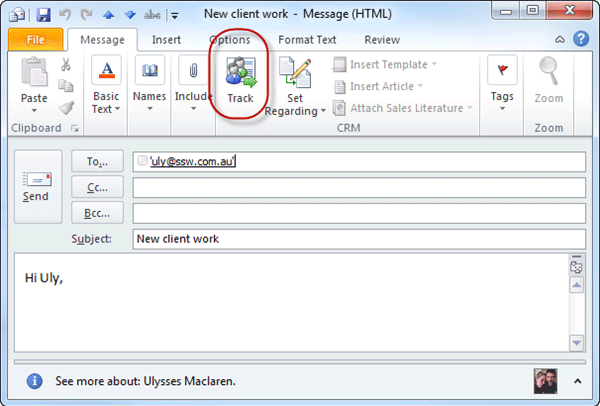 abc
New client work - Message (HTML)
File Message Insert Options Format Text Review
Paste
Basic Text
Names
Include
Track
Set Regarding
Insert Template
Insert Article
Attach Sales Literature
Tags
Zoom
Clipboard CRM Zoom
Send
To... 'uly@ssw.com.au'
Cc...
Bcc...
Subject: New client work
Hi Uly,
See more about: Ulysses Maclaren.